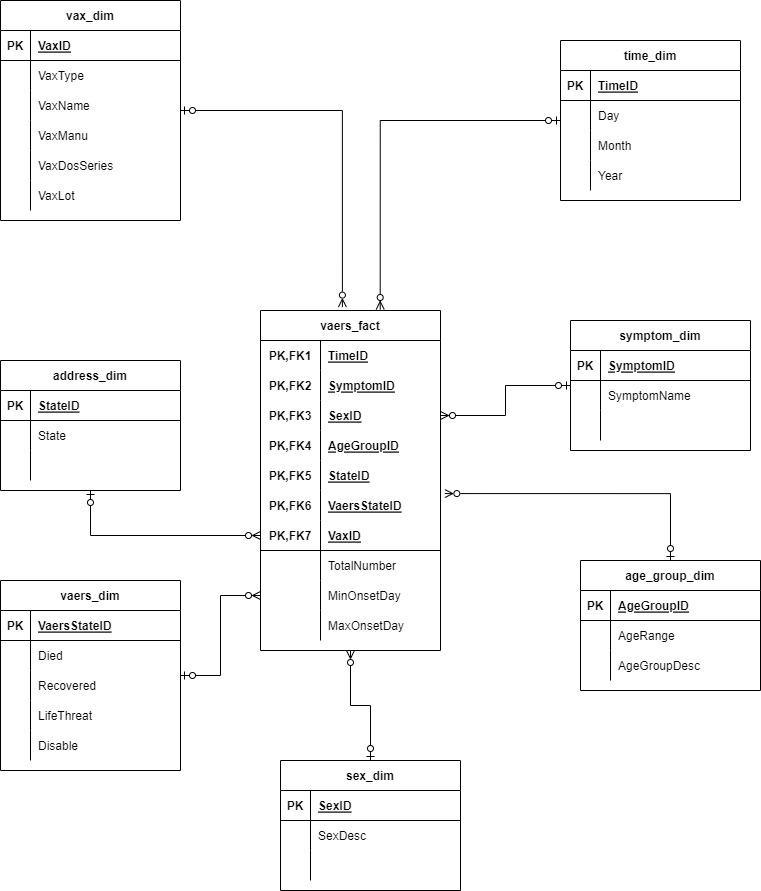 vax_dim
PK VaxID
VaxType
VaxName
VaxManu
VaxDosSeries
VaxLot
time_dim
PK TimeID
Day
Month
Year
vaers_fact
PK,FK1 TimeID
PK,FK2 SymptomID
PK,FK3 SexID
PK,FK4 AgeGroupID
PK,FK5 StateID
PK,FK6 VaersStateID
PK,FK7 VaxID
TotalNumber
MinOnsetDay
MaxOnsetDay
symptom_dim
PK SymptomID
SymptomName
address_dim
PK StateID
State
age_group_dim
PK AgeGroupID
AgeRange
AgeGroupDesc
vaers_dim
PK VaersStateID
Died
Recovered
LifeThreat
Disable
sex_dim
PK SexID
SexDesc